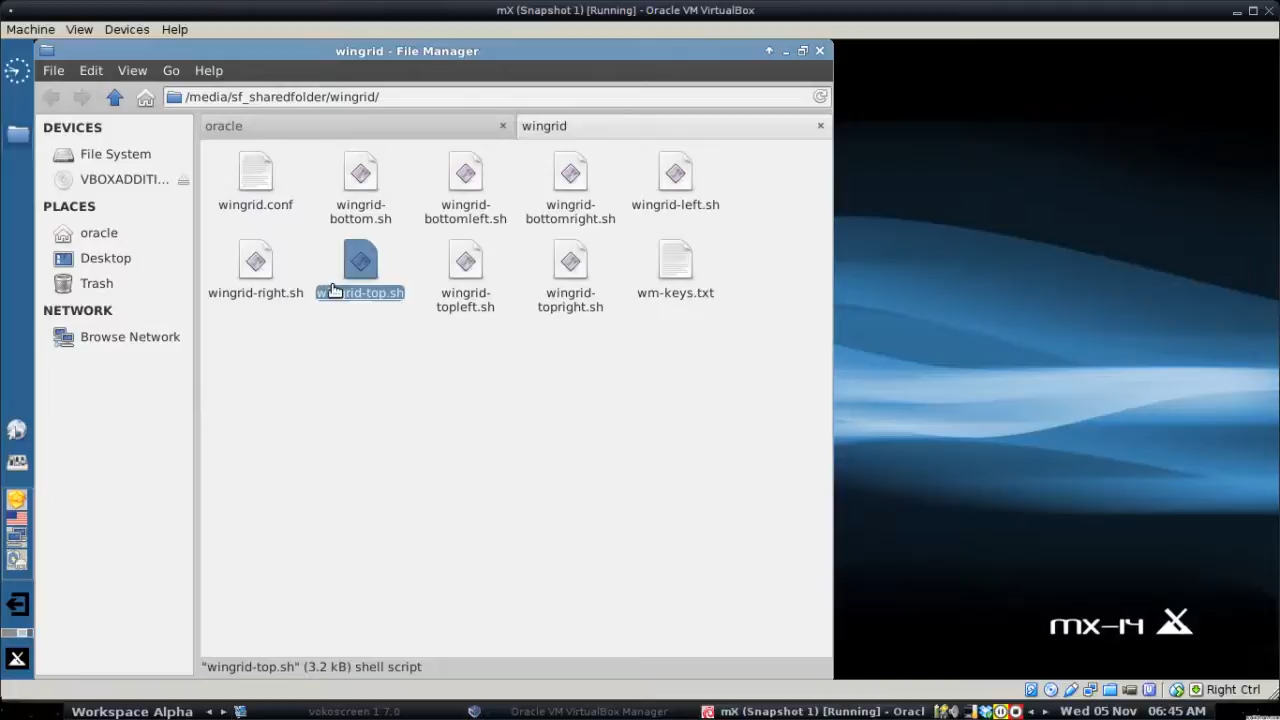 mX (Snapshot 1) [Running] - Oracle VM VirtualBox
Machine View Devices Help
wingrid - File Manager
File Edit View Go Help
/media/sf_sharedfolder/wingrid/
DEVICES
File System
VBOXADDITI...
PLACES
oracle
Desktop
Trash
NETWORK
Browse Network
oracle
wingrid
wingrid.conf
wingrid-
bottom.sh
wingrid-
bottomleft.sh
wingrid-
bottomright.sh
wingrid-left.sh
wingrid-right.sh
wingrid-top.sh
wingrid-
topleft.sh
wingrid-
topright.sh
wm-keys.txt
"wingrid-top.sh" (3.2 kB) shell script
mx-14
Right Ctrl
Workspace Alpha
vokoscreen 1.7.0
Oracle VM VirtualBox Manager
mX (Snapshot 1) [Running] - Oracl
Wed 05 Nov
06:45 AM